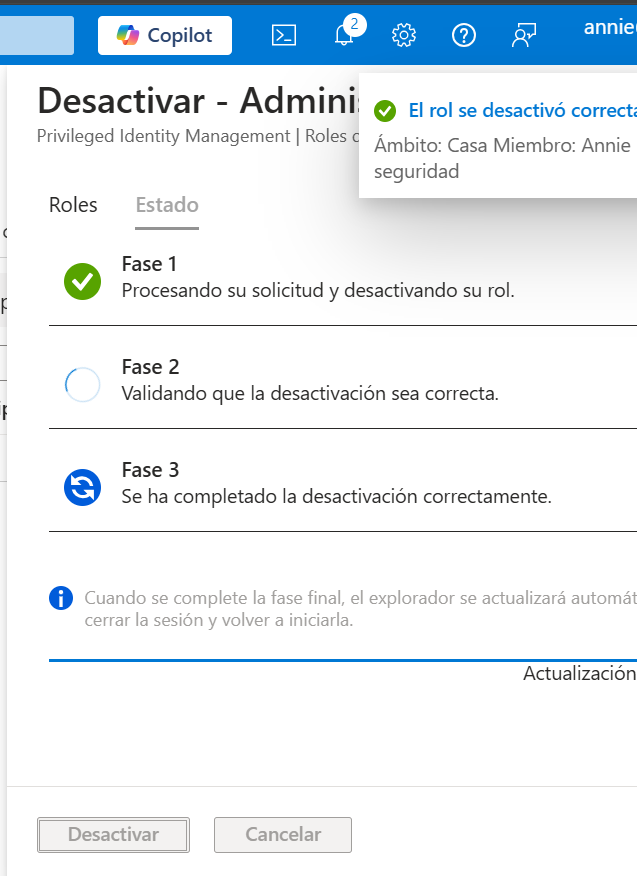 Copilot
2
annie
Desactivar - Adminis
Privileged Identity Management | Roles d
El rol se desactivó correcta
Ámbito: Casa Miembro: Annie
seguridad
Roles
Estado
Fase 1
Procesando su solicitud y desactivando su rol.
Fase 2
Validando que la desactivación sea correcta.
Fase 3
Se ha completado la desactivación correctamente.
Cuando se complete la fase final, el explorador se actualizará automát
cerrar la sesión y volver a iniciarla.
Actualización
Desactivar
Cancelar